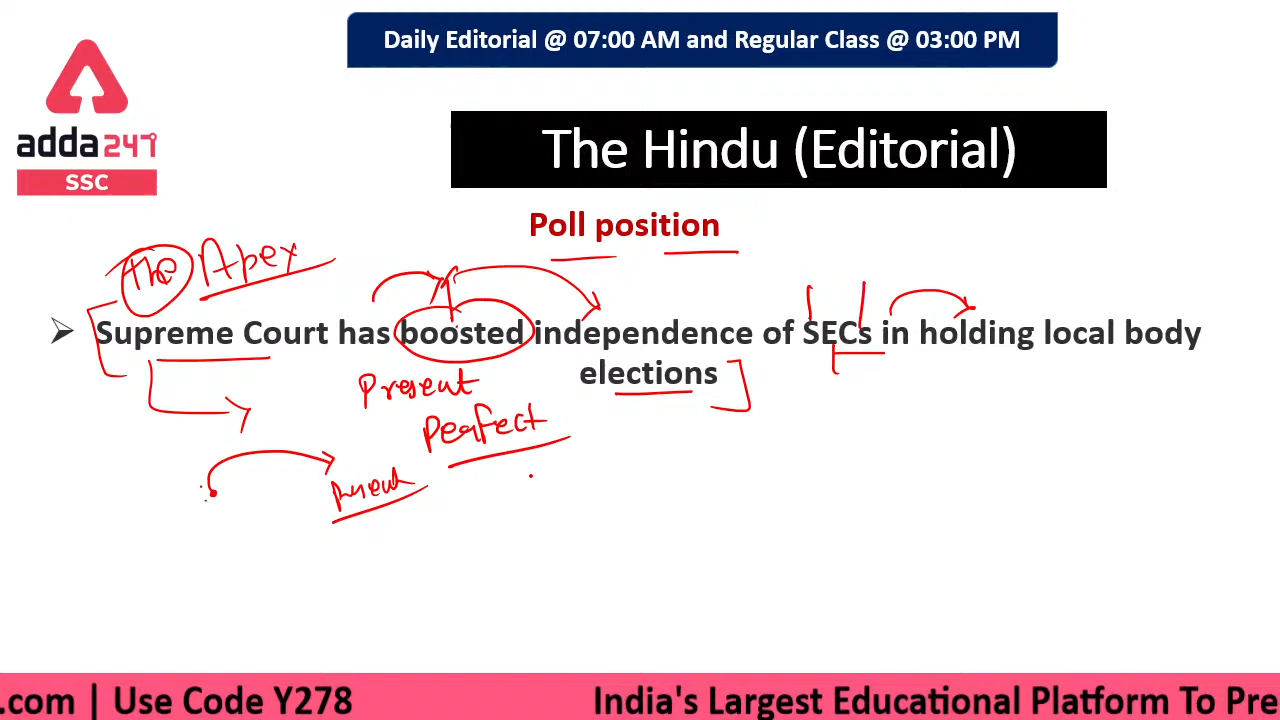 Daily Editorial @ 07:00 AM and Regular Class @ 03:00 PM
adda247
SSC
The Hindu (Editorial)
Poll position
The Apex
➢ Supreme Court has boosted independence of SECs in holding local body
elections
Present
Perfect
Present
.com | Use Code Y278 India's Largest Educational Platform To Pre